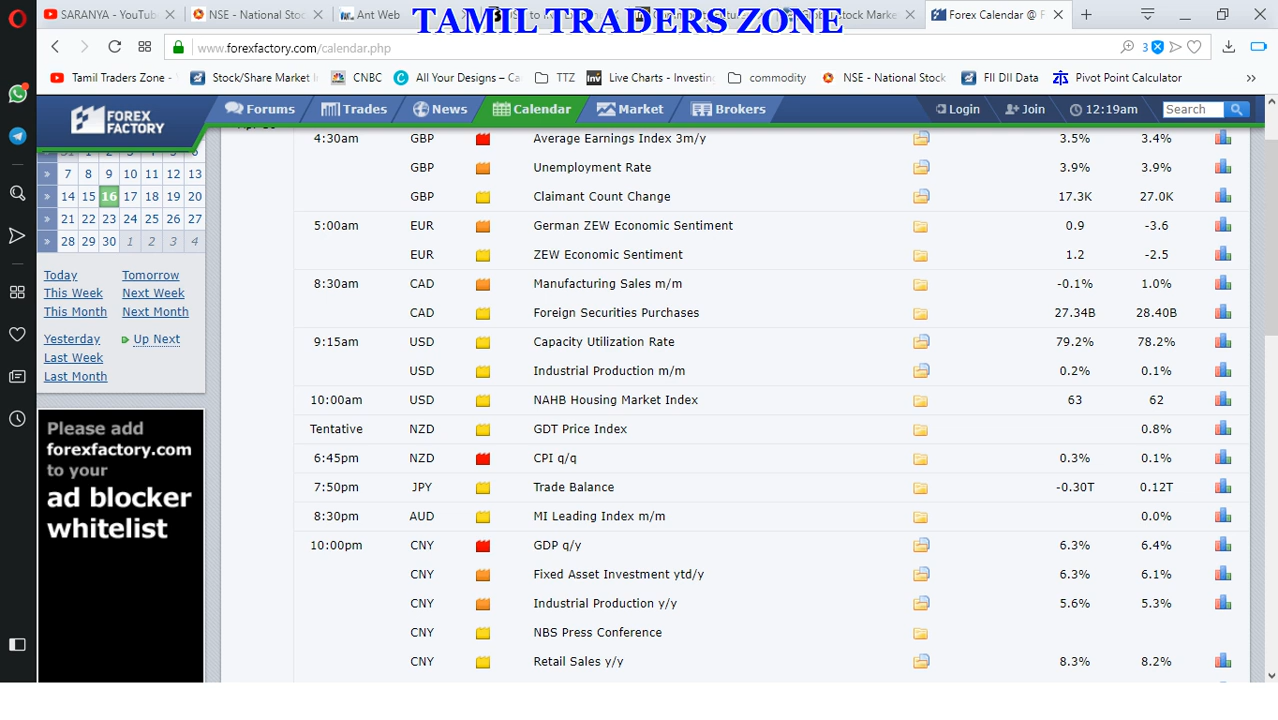 TAMIL TRADERS ZONE
SARANYA - YouTub
NSE - National Stoc
Ant Web
Forex Calendar @ F
www.forexfactory.com/calendar.php
3
Tamil Traders Zone -
Stock/Share Market I
CNBC
All Your Designs – Ca
TTZ
Live Charts - Investin
commodity
NSE - National Stock
FII DII Data
Pivot Point Calculator
FOREX FACTORY
Forums
Trades
News
Calendar
Market
Brokers
Login
Join
12:19am
Search
7 8 9 10 11 12 13
14 15 16 17 18 19 20
21 22 23 24 25 26 27
28 29 30 1 2 3 4
Today Tomorrow
This Week Next Week
This Month Next Month
Yesterday Up Next
Last Week
Last Month
Please add
forexfactory.com
to your
ad blocker
whitelist
4:30am GBP Average Earnings Index 3m/y 3.5% 3.4%
GBP Unemployment Rate 3.9% 3.9%
GBP Claimant Count Change 17.3K 27.0K
5:00am EUR German ZEW Economic Sentiment 0.9 -3.6
EUR ZEW Economic Sentiment 1.2 -2.5
8:30am CAD Manufacturing Sales m/m -0.1% 1.0%
CAD Foreign Securities Purchases 27.34B 28.40B
9:15am USD Capacity Utilization Rate 79.2% 78.2%
USD Industrial Production m/m 0.2% 0.1%
10:00am USD NAHB Housing Market Index 63 62
Tentative NZD GDT Price Index 0.8%
6:45pm NZD CPI q/q 0.3% 0.1%
7:50pm JPY Trade Balance -0.30T 0.12T
8:30pm AUD MI Leading Index m/m 0.0%
10:00pm CNY GDP q/y 6.3% 6.4%
CNY Fixed Asset Investment ytd/y 6.3% 6.1%
CNY Industrial Production y/y 5.6% 5.3%
CNY NBS Press Conference
CNY Retail Sales y/y 8.3% 8.2%